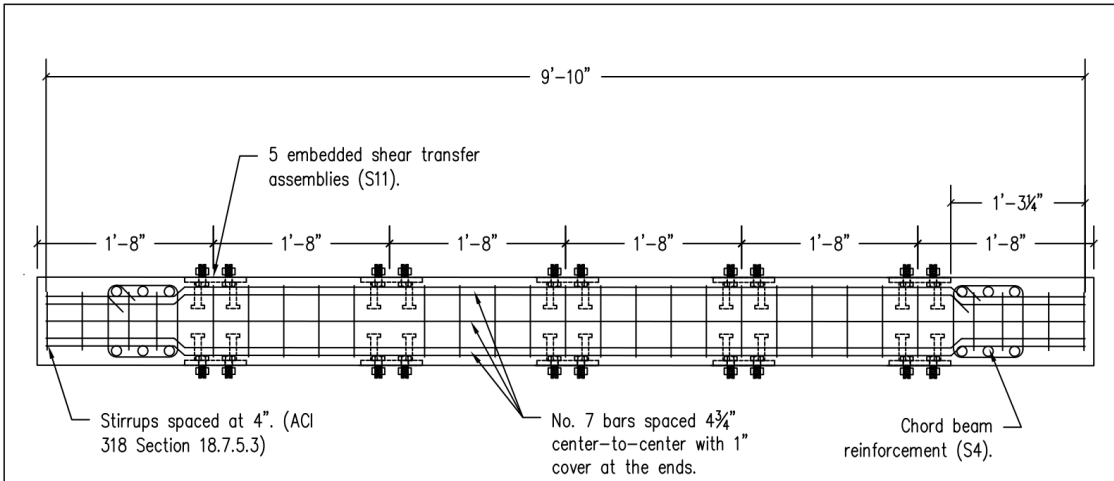 9'-10"
5 embedded shear transfer
assemblies (S11).
1'-3¼"
1'-8"
1'-8"
1'-8"
1'-8"
1'-8"
1'-8"
Stirrups spaced at 4". (ACI
318 Section 18.7.5.3)
No. 7 bars spaced 4¾"
center-to-center with 1"
cover at the ends.
Chord beam
reinforcement (S4).